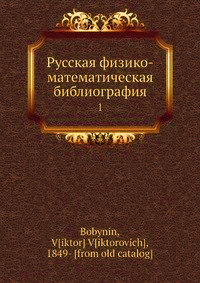 Русская физико-
математическая
библиография
1
Bobynin,
V[iktor] V[iktorovich],
1849- [from old catalog]